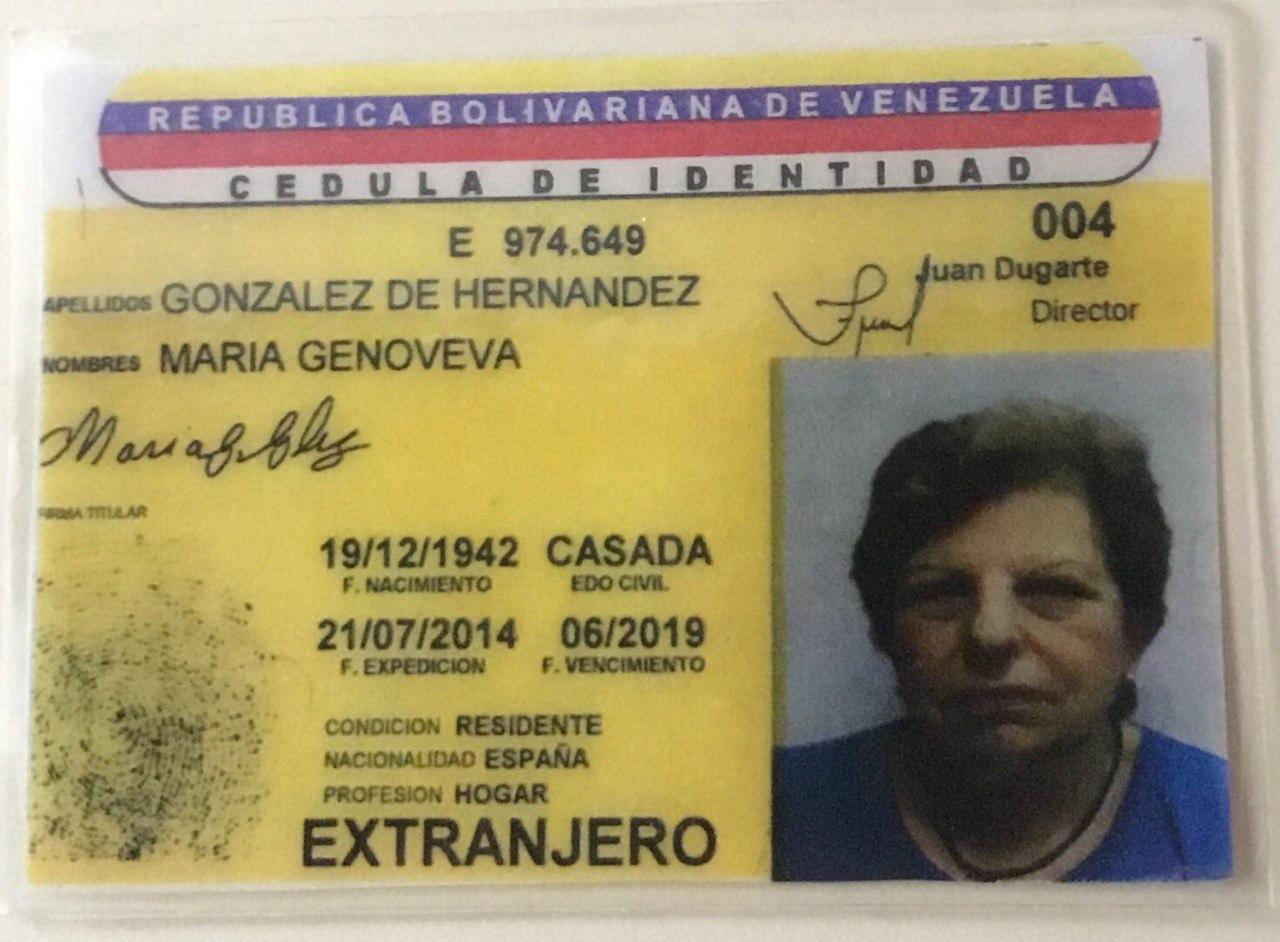 REPUBLICA BOLIVARIANA DE VENEZUELA
CEDULA DE IDENTIDAD
E 974.649
004
APELLIDOS GONZALEZ DE HERNANDEZ
Juan Dugarte
Director
NOMBRES MARIA GENOVEVA
FIRMA TITULAR
19/12/1942 CASADA
F. NACIMIENTO EDO CIVIL
21/07/2014 06/2019
F. EXPEDICION F. VENCIMIENTO
CONDICION RESIDENTE
NACIONALIDAD ESPAÑA
PROFESION HOGAR
EXTRANJERO